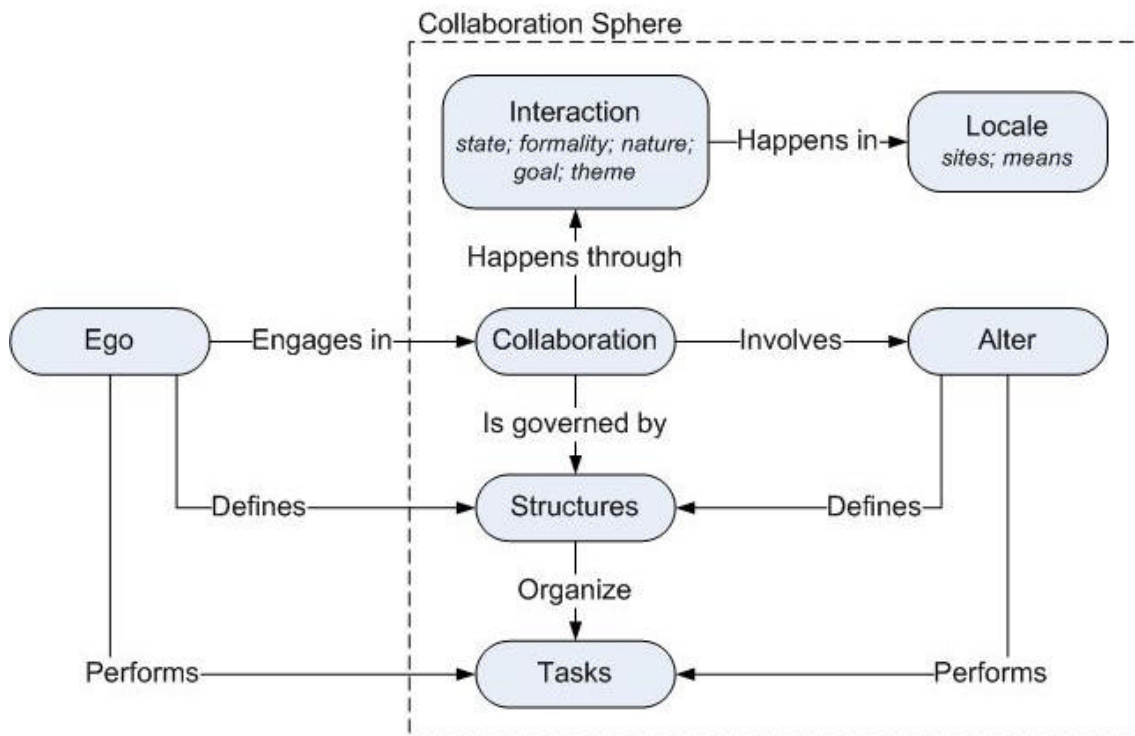 Collaboration Sphere
Interaction
state; formality; nature;
goal; theme
Happens in
Locale
sites; means
Happens through
Ego
Engages in
Collaboration
Involves
Alter
Is governed by
Defines
Structures
Defines
Organize
Performs
Tasks
Performs